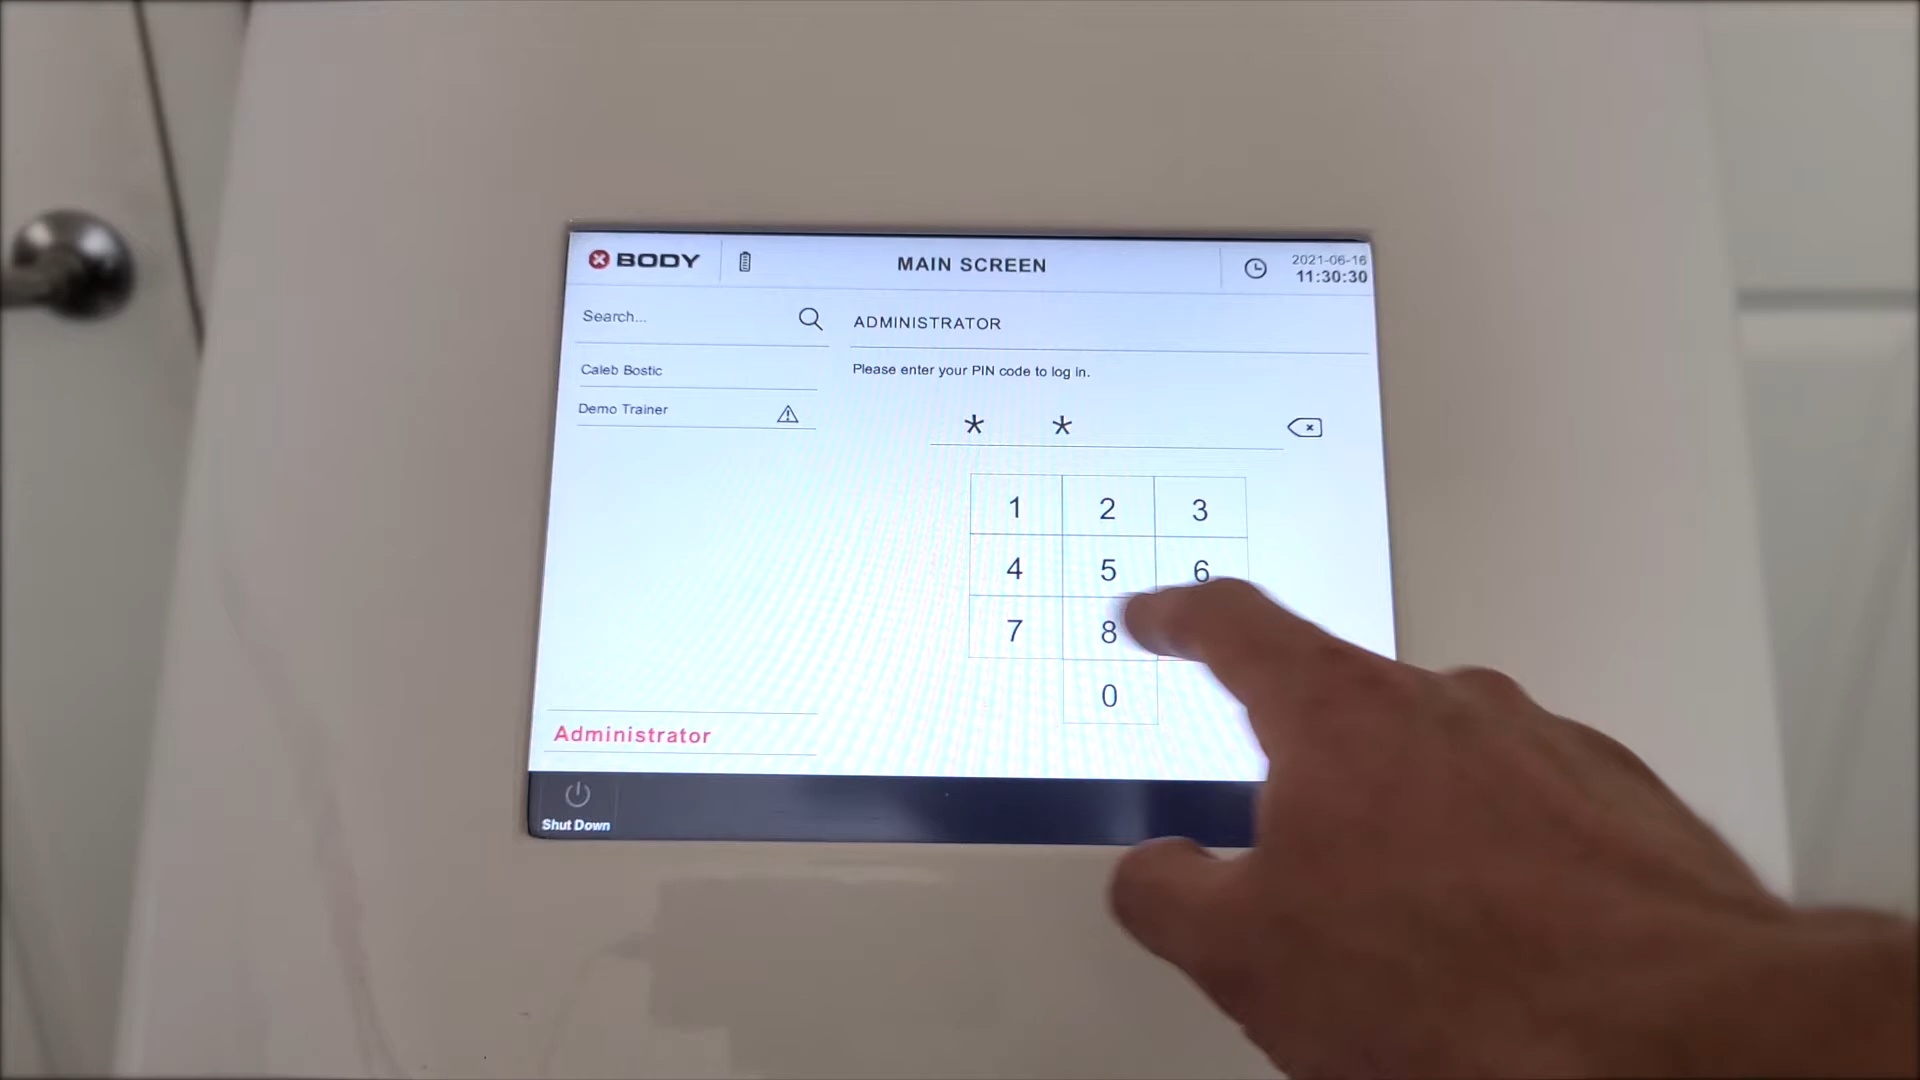 BODY
MAIN SCREEN
2021-06-16
11:30:30
Search...
Caleb Bostic
Demo Trainer
ADMINISTRATOR
Please enter your PIN code to log in.
* *
1 2 3
4 5 6
7 8
0
Administrator
Shut Down